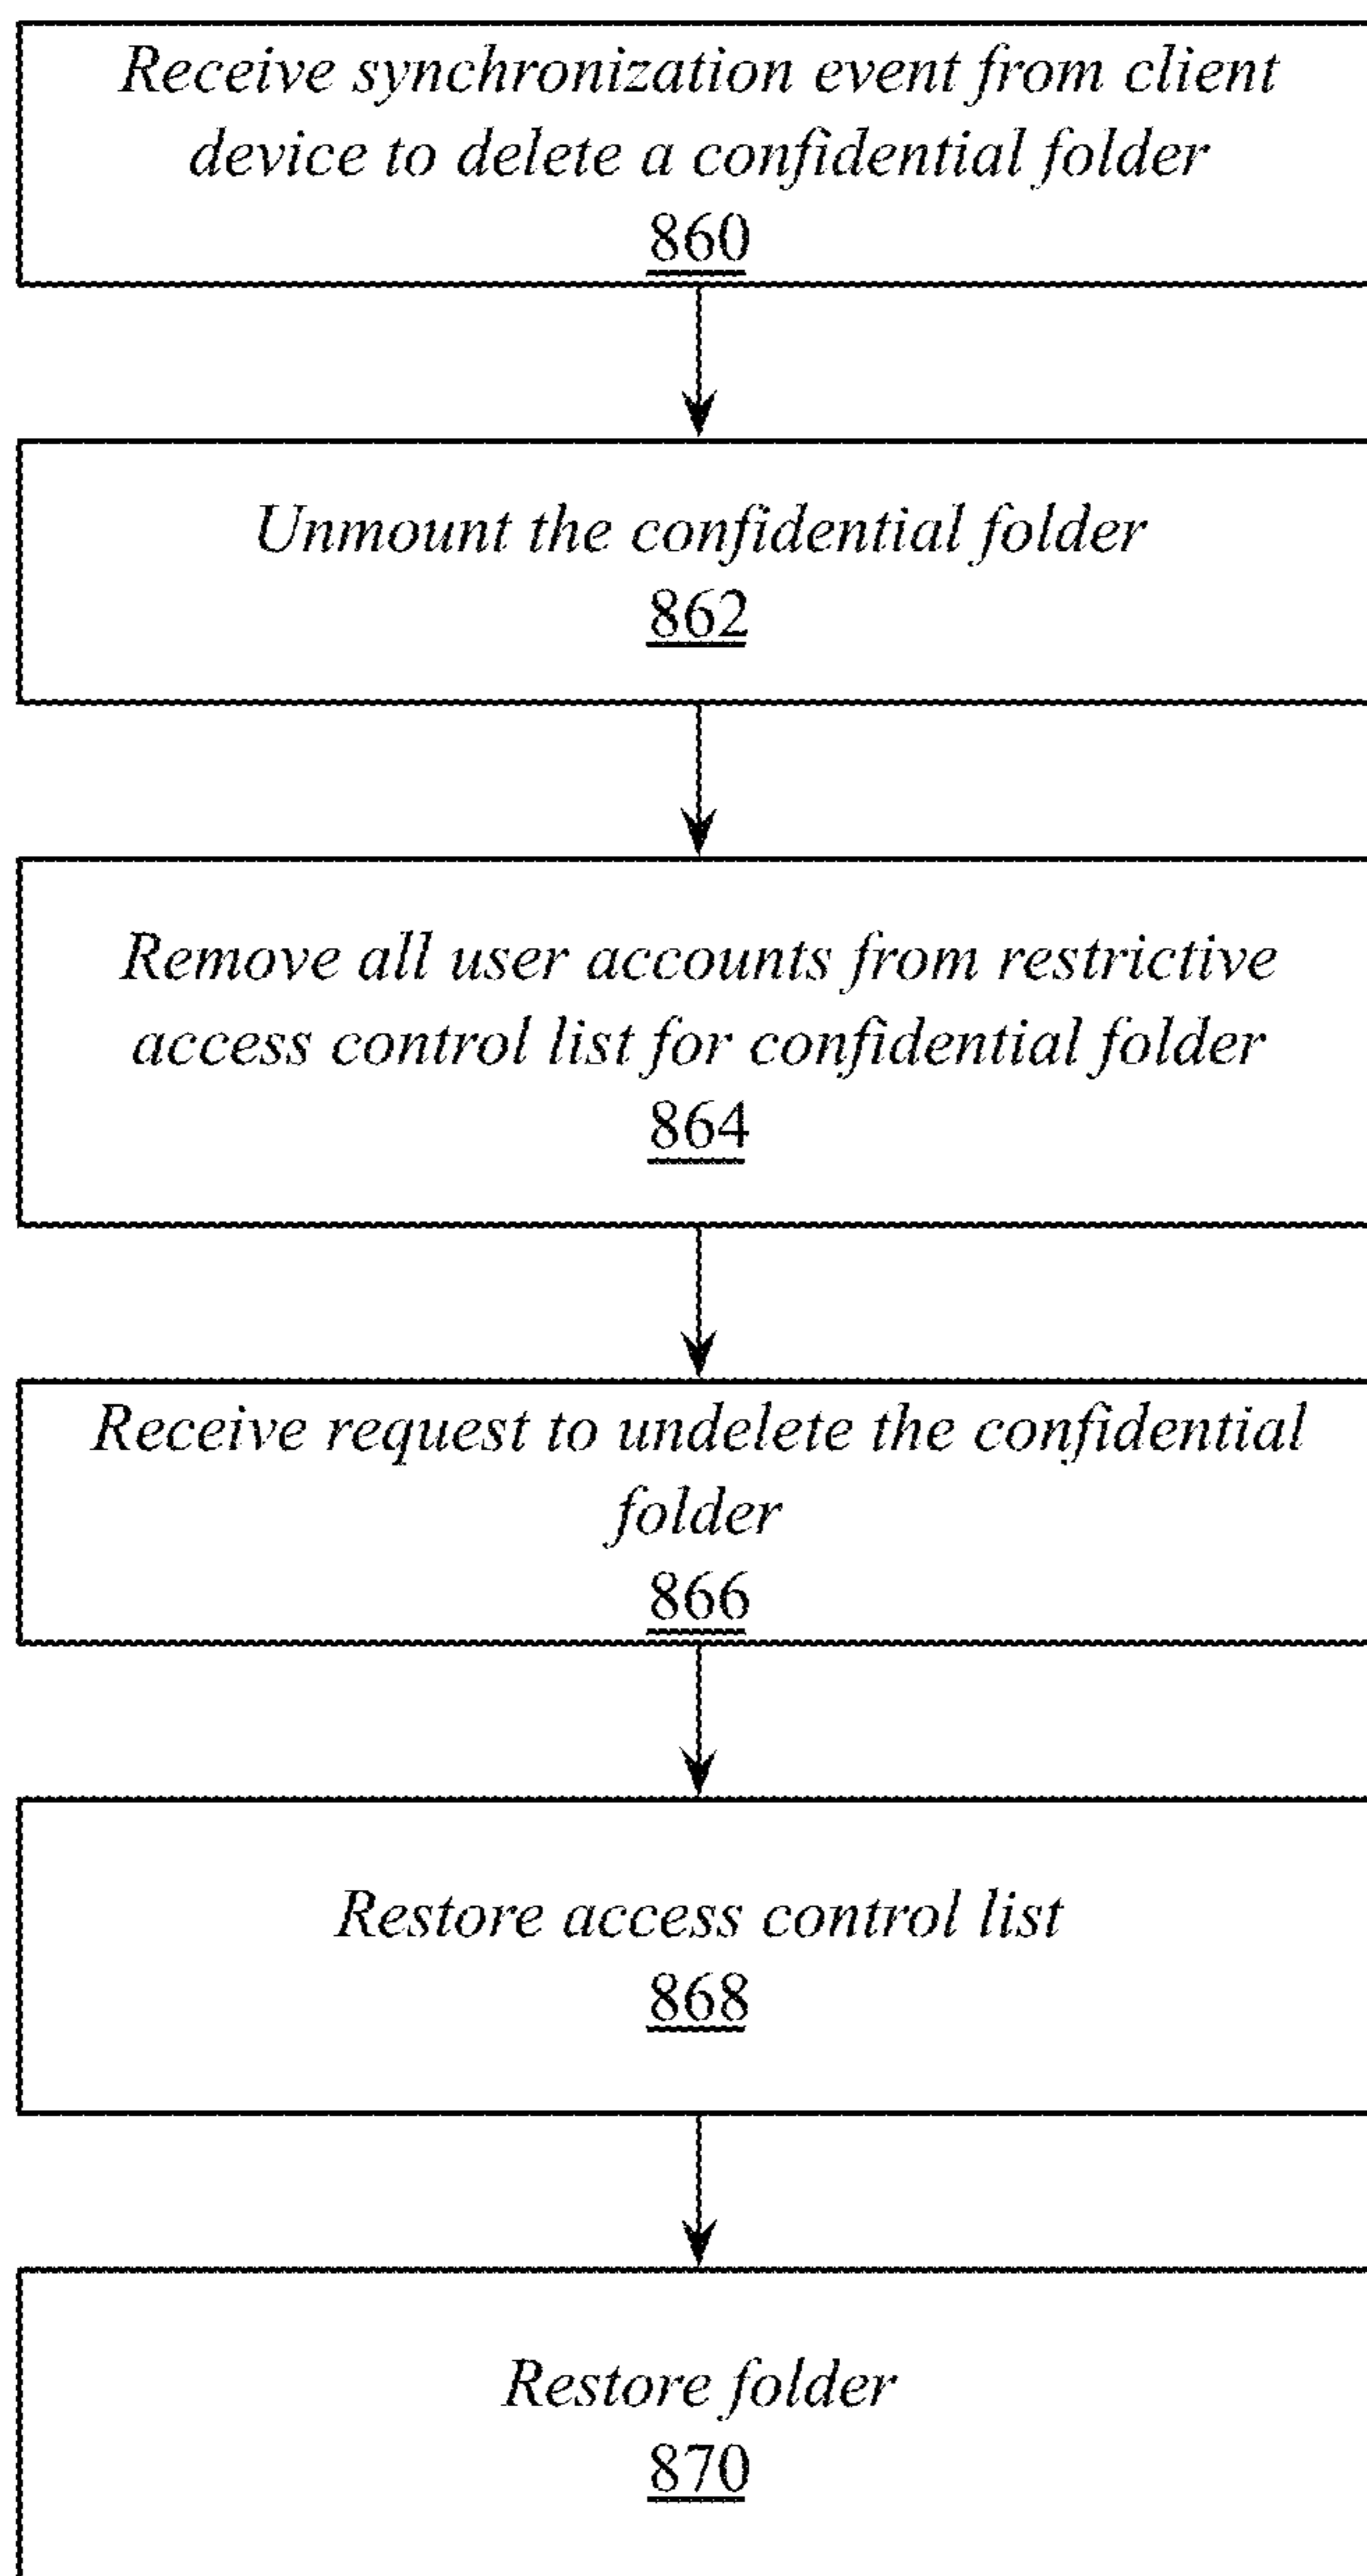 Receive synchronization event from client
device to delete a confidential folder
860
Unmount the confidential folder
862
Remove all user accounts from restrictive
access control list for confidential folder
864
Receive request to undelete the confidential
folder
866
Restore access control list
868
Restore folder
870